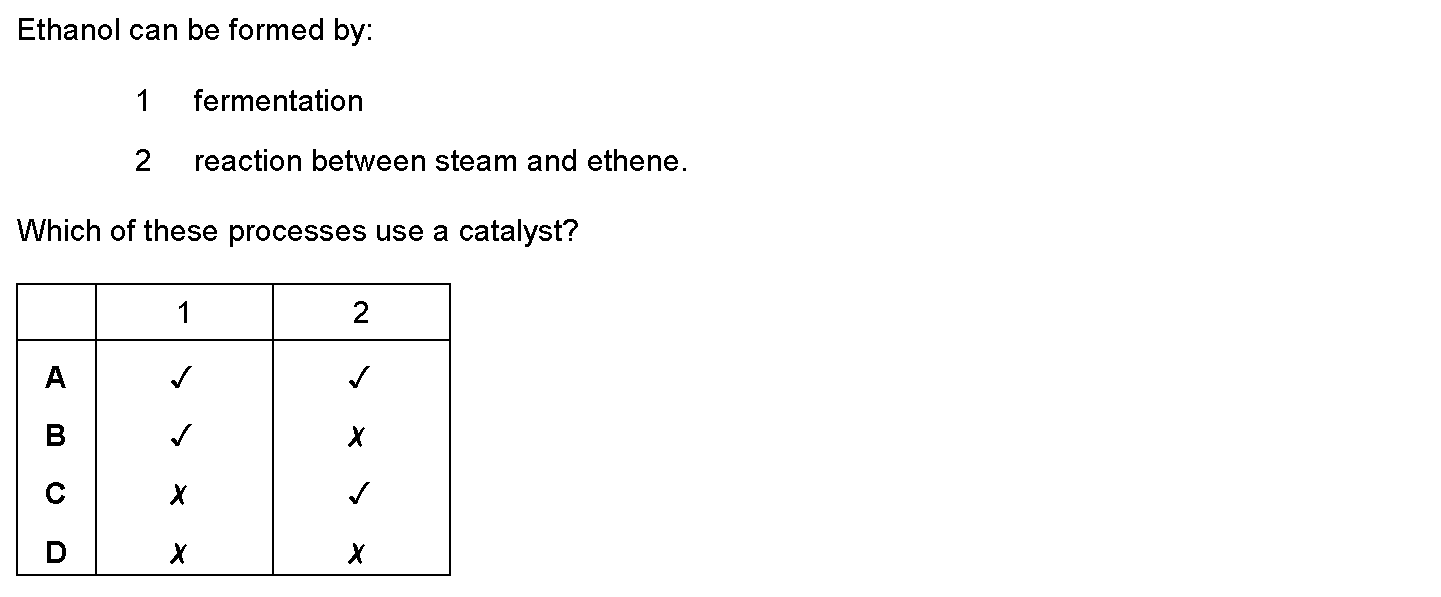 Ethanol can be formed by:
1 fermentation
2 reaction between steam and ethene.
Which of these processes use a catalyst?
1 2
A ✓ ✓
B ✓ ✗
C ✗ ✓
D ✗ ✗